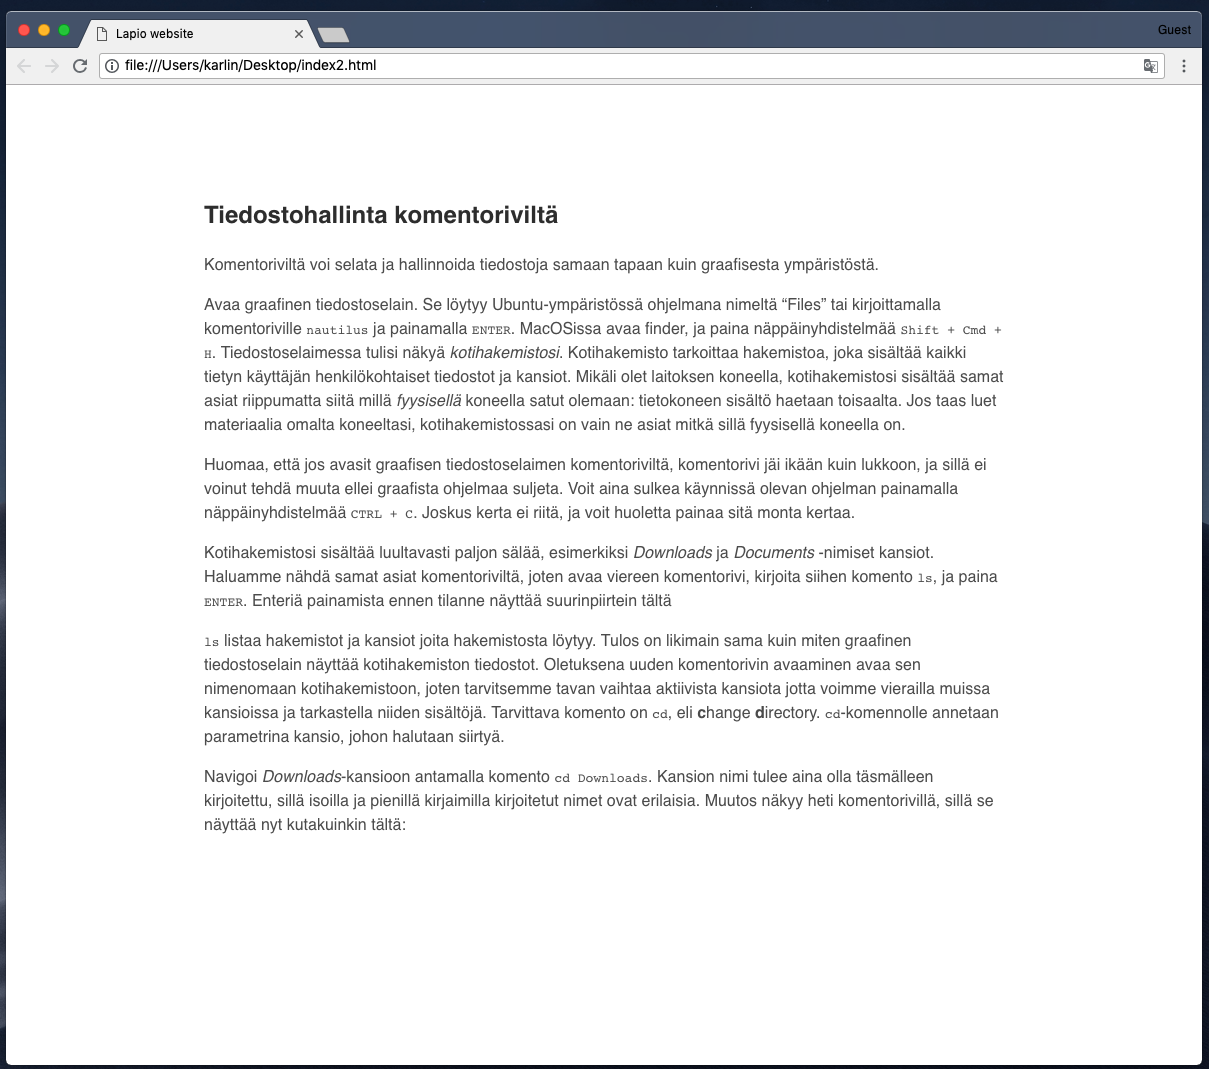 Lapio website
Guest
file:///Users/karlin/Desktop/index2.html
Tiedostohallinta komentoriviltä
Komentoriviltä voi selata ja hallinnoida tiedostoja samaan tapaan kuin graafisesta ympäristöstä.
Avaa graafinen tiedostoselain. Se löytyy Ubuntu-ympäristössä ohjelmana nimeltä “Files” tai kirjoittamalla
komentoriville nautilus ja painamalla ENTER. MacOSissa avaa finder, ja paina näppäinyhdistelmää Shift + Cmd +
H. Tiedostoselaimessa tulisi näkyä kotihakemistosi. Kotihakemisto tarkoittaa hakemistoa, joka sisältää kaikki
tietyn käyttäjän henkilökohtaiset tiedostot ja kansiot. Mikäli olet laitoksen koneella, kotihakemistosi sisältää samat
asiat riippumatta siitä millä fyysisellä koneella satut olemaan: tietokoneen sisältö haetaan toisaalta. Jos taas luet
materiaalia omalta koneeltasi, kotihakemistossasi on vain ne asiat mitkä sillä fyysisellä koneella on.
Huomaa, että jos avasit graafisen tiedostoselaimen komentoriviltä, komentorivi jäi ikään kuin lukkoon, ja sillä ei
voinut tehdä muuta ellei graafista ohjelmaa suljeta. Voit aina sulkea käynnissä olevan ohjelman painamalla
näppäinyhdistelmää CTRL + C. Joskus kerta ei riitä, ja voit huoletta painaa sitä monta kertaa.
Kotihakemistosi sisältää luultavasti paljon sälää, esimerkiksi Downloads ja Documents -nimiset kansiot.
Haluamme nähdä samat asiat komentoriviltä, joten avaa viereen komentorivi, kirjoita siihen komento ls, ja paina
ENTER. Enteriä painamista ennen tilanne näyttää suurinpiirtein tältä
ls listaa hakemistot ja kansiot joita hakemistosta löytyy. Tulos on likimain sama kuin miten graafinen
tiedostoselain näyttää kotihakemiston tiedostot. Oletuksena uuden komentorivin avaaminen avaa sen
nimenomaan kotihakemistoon, joten tarvitsemme tavan vaihtaa aktiivista kansiota jotta voimme vierailla muissa
kansioissa ja tarkastella niiden sisältöjä. Tarvittava komento on cd, eli change directory. cd-komennolle annetaan
parametrina kansio, johon halutaan siirtyä.
Navigoi Downloads-kansioon antamalla komento cd Downloads. Kansion nimi tulee aina olla täsmälleen
kirjoitettu, sillä isoilla ja pienillä kirjaimilla kirjoitetut nimet ovat erilaisia. Muutos näkyy heti komentorivillä, sillä se
näyttää nyt kutakuinkin tältä: